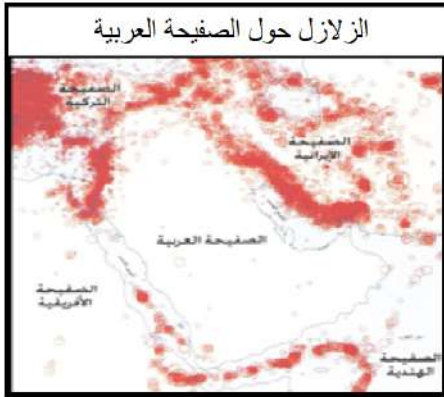 الزلازل حول الصفيحة العربية
الصفيحة
التركية
الصفيحة
الإيرانية
الصفيحة العربية
الصفيحة
الأفريقية
الصفيحة
الهندية